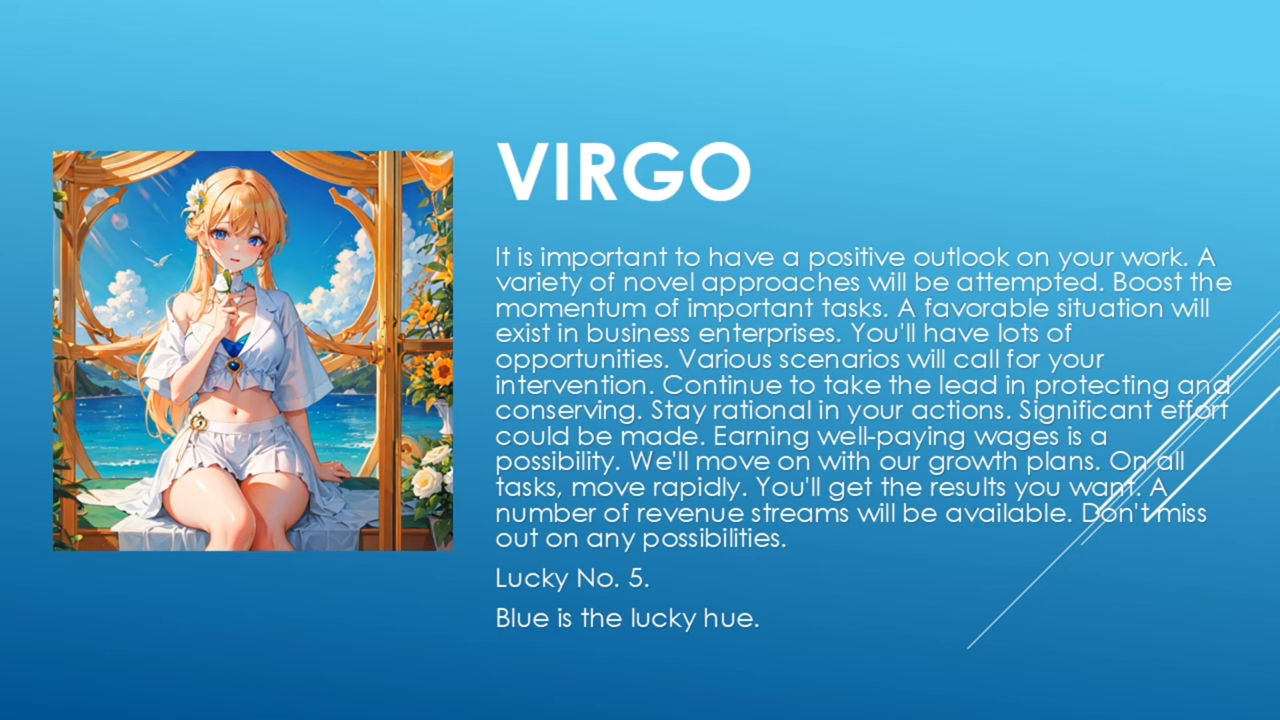 VIRGO
It is important to have a positive outlook on your work. A
variety of novel approaches will be attempted. Boost the
momentum of important tasks. A favorable situation will
exist in business enterprises. You'll have lots of
opportunities. Various scenarios will call for your
intervention. Continue to take the lead in protecting and
conserving. Stay rational in your actions. Significant effort
could be made. Earning well-paying wages is a
possibility. We'll move on with our growth plans. On all
tasks, move rapidly. You'll get the results you want. A
number of revenue streams will be available. Don't miss
out on any possibilities.
Lucky No. 5.
Blue is the lucky hue.